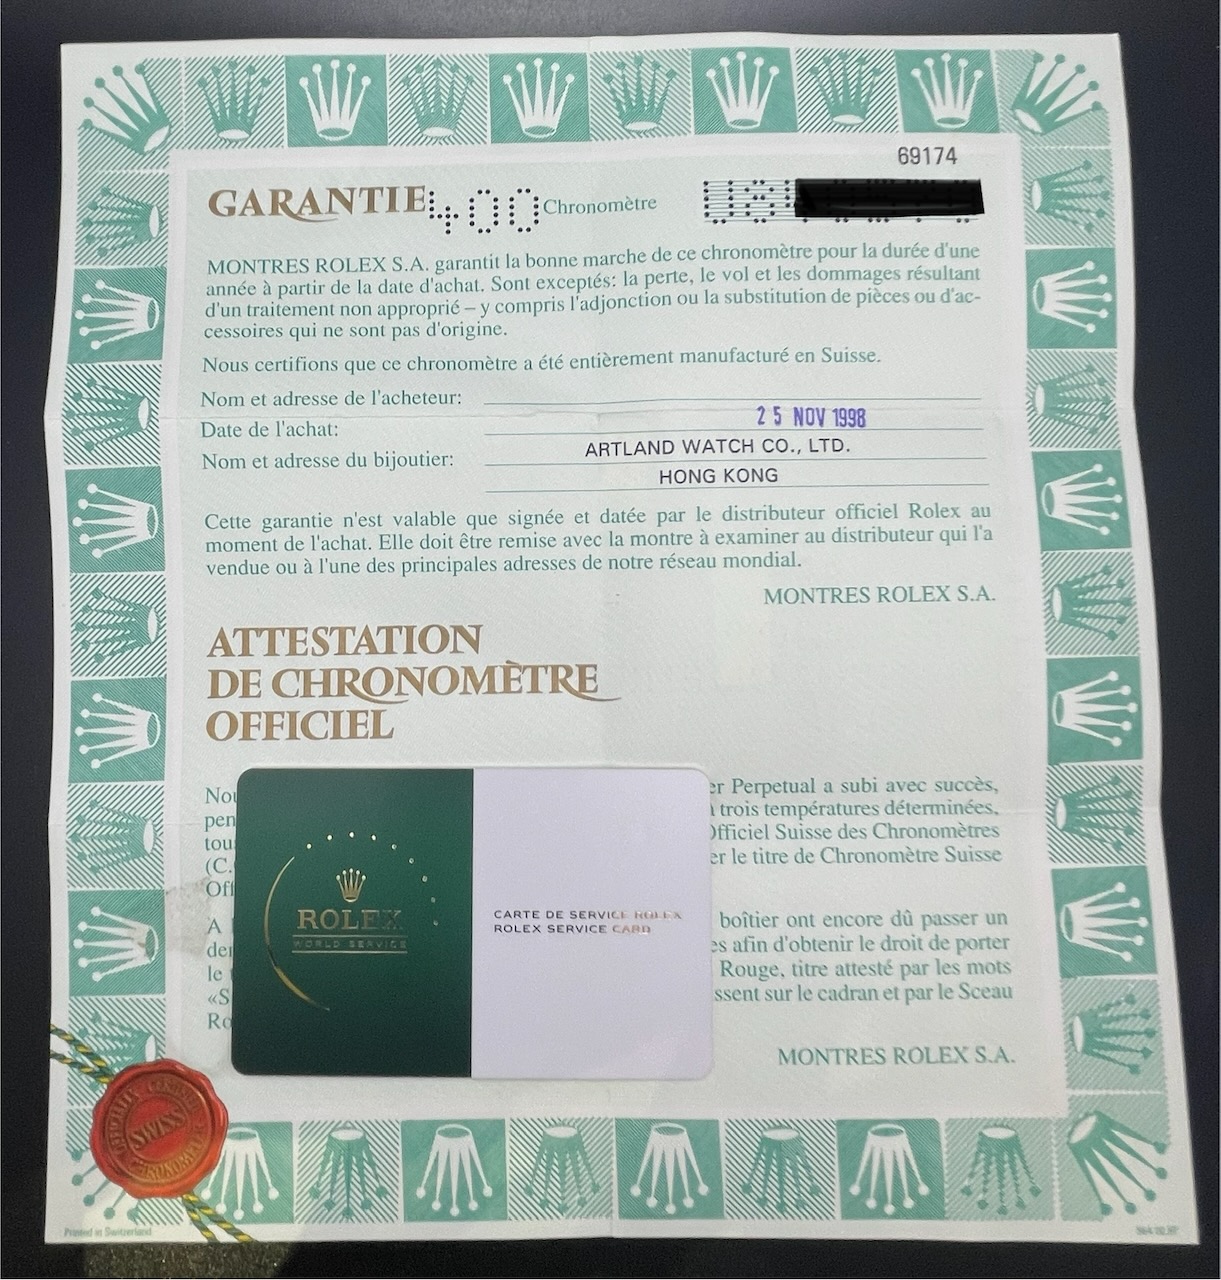 69174
GARANTIE 400 Chronomètre U84
MONTRES ROLEX S.A. garantit la bonne marche de ce chronomètre pour la durée d'une
année à partir de la date d'achat. Sont exceptés: la perte, le vol et les dommages résultant
d'un traitement non approprié – y compris l'adjonction ou la substitution de pièces ou d'ac-
cessoires qui ne sont pas d'origine.
Nous certifions que ce chronomètre a été entièrement manufacturé en Suisse.
Nom et adresse de l'acheteur:
Date de l'achat: 25 NOV 1998
Nom et adresse du bijoutier: ARTLAND WATCH CO., LTD.
HONG KONG
Cette garantie n'est valable que signée et datée par le distributeur officiel Rolex au
moment de l'achat. Elle doit être remise avec la montre à examiner au distributeur qui l'a
vendue ou à l'une des principales adresses de notre réseau mondial.
MONTRES ROLEX S.A.
ATTESTATION
DE CHRONOMÈTRE
OFFICIEL
Nou er Perpetual a subi avec succès,
pen trois températures déterminées,
tou Officiel Suisse des Chronomètres
(C. er le titre de Chronomètre Suisse
Off
A boîtier ont encore dû passer un
der es afin d'obtenir le droit de porter
le Rouge, titre attesté par les mots
«S ssent sur le cadran et par le Sceau
Ro
MONTRES ROLEX S.A.
ROLEX
WORLD SERVICE
CARTE DE SERVICE ROLEX
ROLEX SERVICE CARD
SWISS
Printed in Switzerland